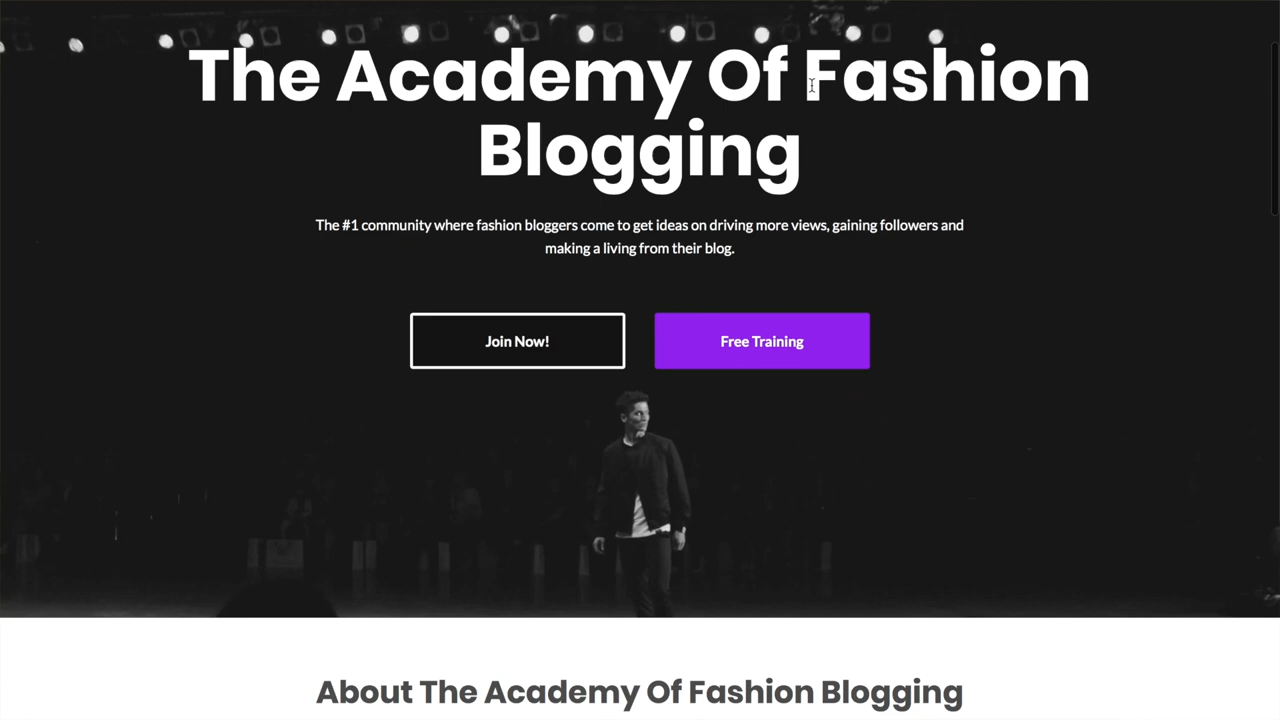 The Academy Of Fashion
Blogging
The #1 community where fashion bloggers come to get ideas on driving more views, gaining followers and
making a living from their blog.
Join Now!
Free Training
About The Academy Of Fashion Blogging